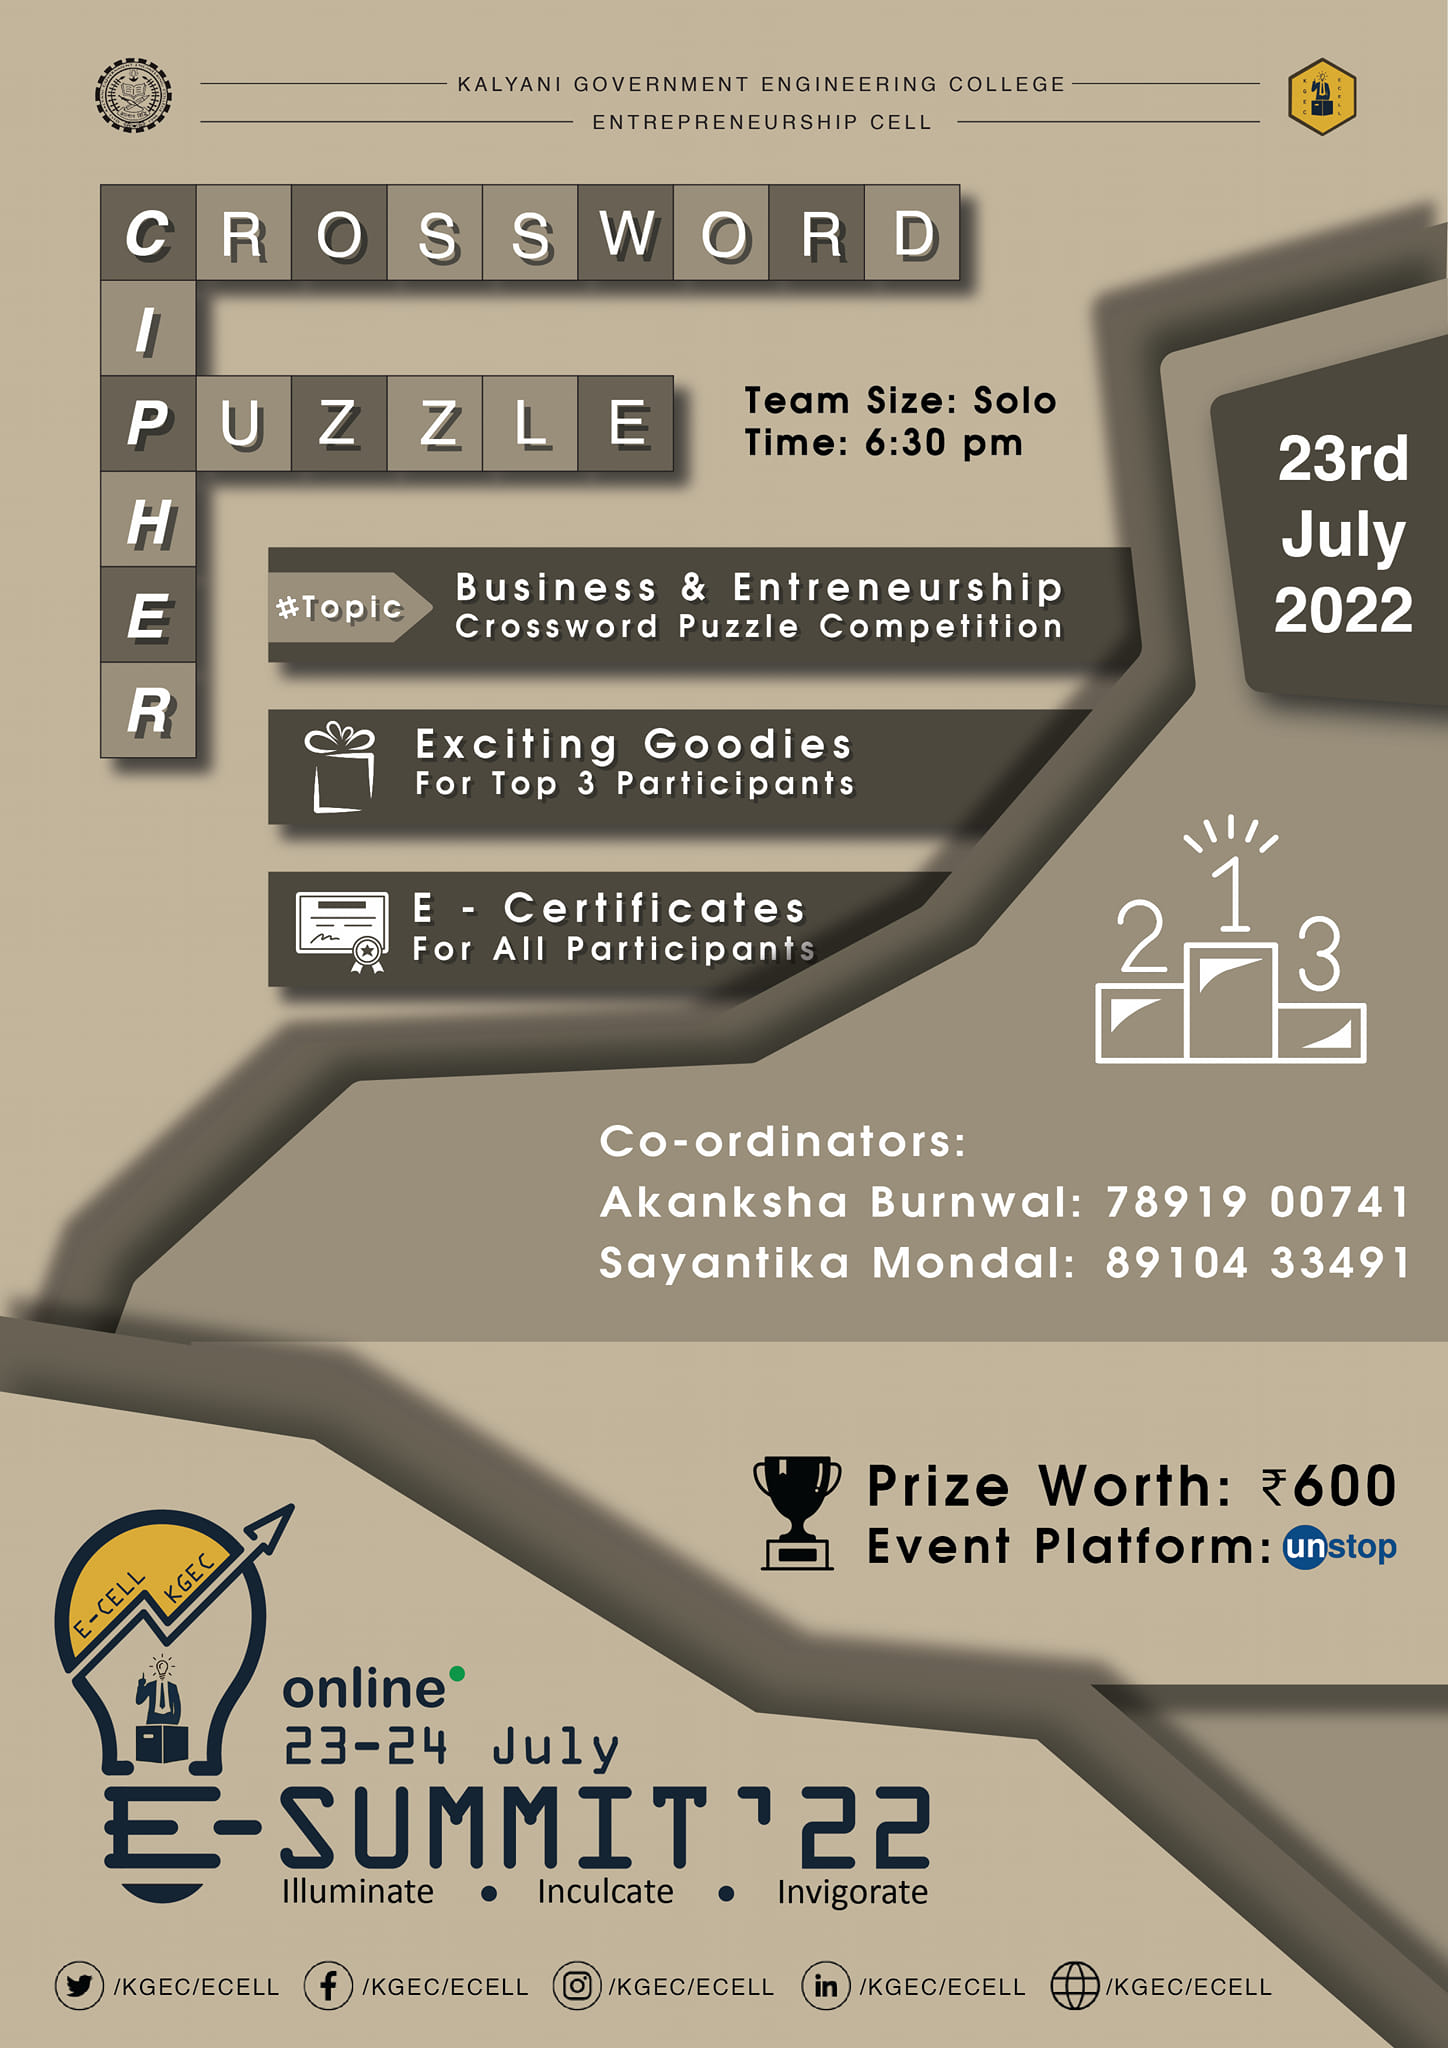 KALYANI GOVERNMENT ENGINEERING COLLEGE
ENTREPRENEURSHIP CELL
CROSSWORD
CIPHER
PUZZLE
Team Size: Solo
Time: 6:30 pm
23rd
July
2022
#Topic
Business & Entreneurship
Crossword Puzzle Competition
Exciting Goodies
For Top 3 Participants
E - Certificates
For All Participants
2 1 3
Co-ordinators:
Akanksha Burnwal: 78919 00741
Sayantika Mondal: 89104 33491
Prize Worth: ₹600
Event Platform: unstop
E-CELL KGEC
online
23-24 July
E-SUMMIT'22
Illuminate • Inculcate • Invigorate
/KGEC/ECELL /KGEC/ECELL /KGEC/ECELL /KGEC/ECELL /KGEC/ECELL